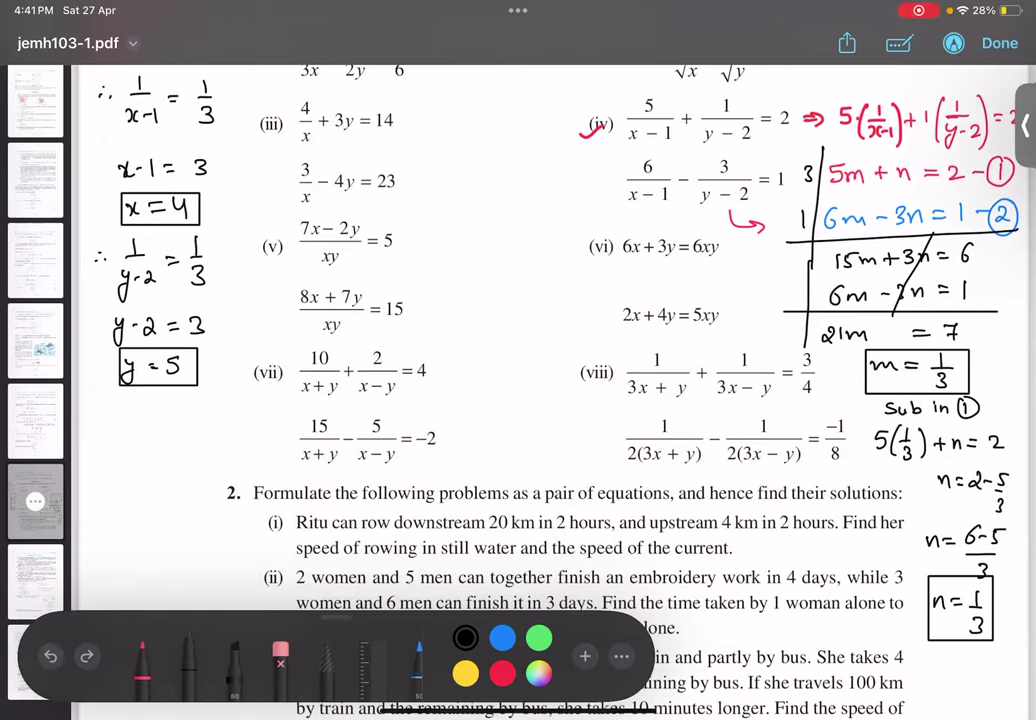 4:41 PM Sat 27 Apr
28%
jemh103-1.pdf
Done
3x 2y 6
√x √y
∴ 1/(x-1) = 1/3
x-1 = 3
x = 4
∴ 1/(y-2) = 1/3
y-2 = 3
y = 5
(iii) 4/x + 3y = 14
3/x − 4y = 23
(iv) 5/(x − 1) + 1/(y − 2) = 2
6/(x − 1) − 3/(y − 2) = 1
⇒ 5(1/(x-1)) + 1(1/(y-2)) = 2
3 | 5m + n = 2 - ①
1 | 6m - 3n = 1 - ②
15m + 3n = 6
6m - 3n = 1
21m = 7
m = 1/3
Sub in ①
5(1/3) + n = 2
n = 2 - 5/3
n = (6-5)/3
n = 1/3
(v) (7x − 2y)/xy = 5
(8x + 7y)/xy = 15
(vi) 6x + 3y = 6xy
2x + 4y = 5xy
(vii) 10/(x + y) + 2/(x − y) = 4
15/(x + y) − 5/(x − y) = −2
(viii) 1/(3x + y) + 1/(3x − y) = 3/4
1/(2(3x + y)) − 1/(2(3x − y)) = −1/8
2. Formulate the following problems as a pair of equations, and hence find their solutions:
(i) Ritu can row downstream 20 km in 2 hours, and upstream 4 km in 2 hours. Find her
speed of rowing in still water and the speed of the current.
(ii) 2 women and 5 men can together finish an embroidery work in 4 days, while 3
women and 6 men can finish it in 3 days. Find the time taken by 1 woman alone to
lone.
in and partly by bus. She takes 4
ining by bus. If she travels 100 km
by train and the remaining by bus, she takes 10 minutes longer. Find the speed of
80
50